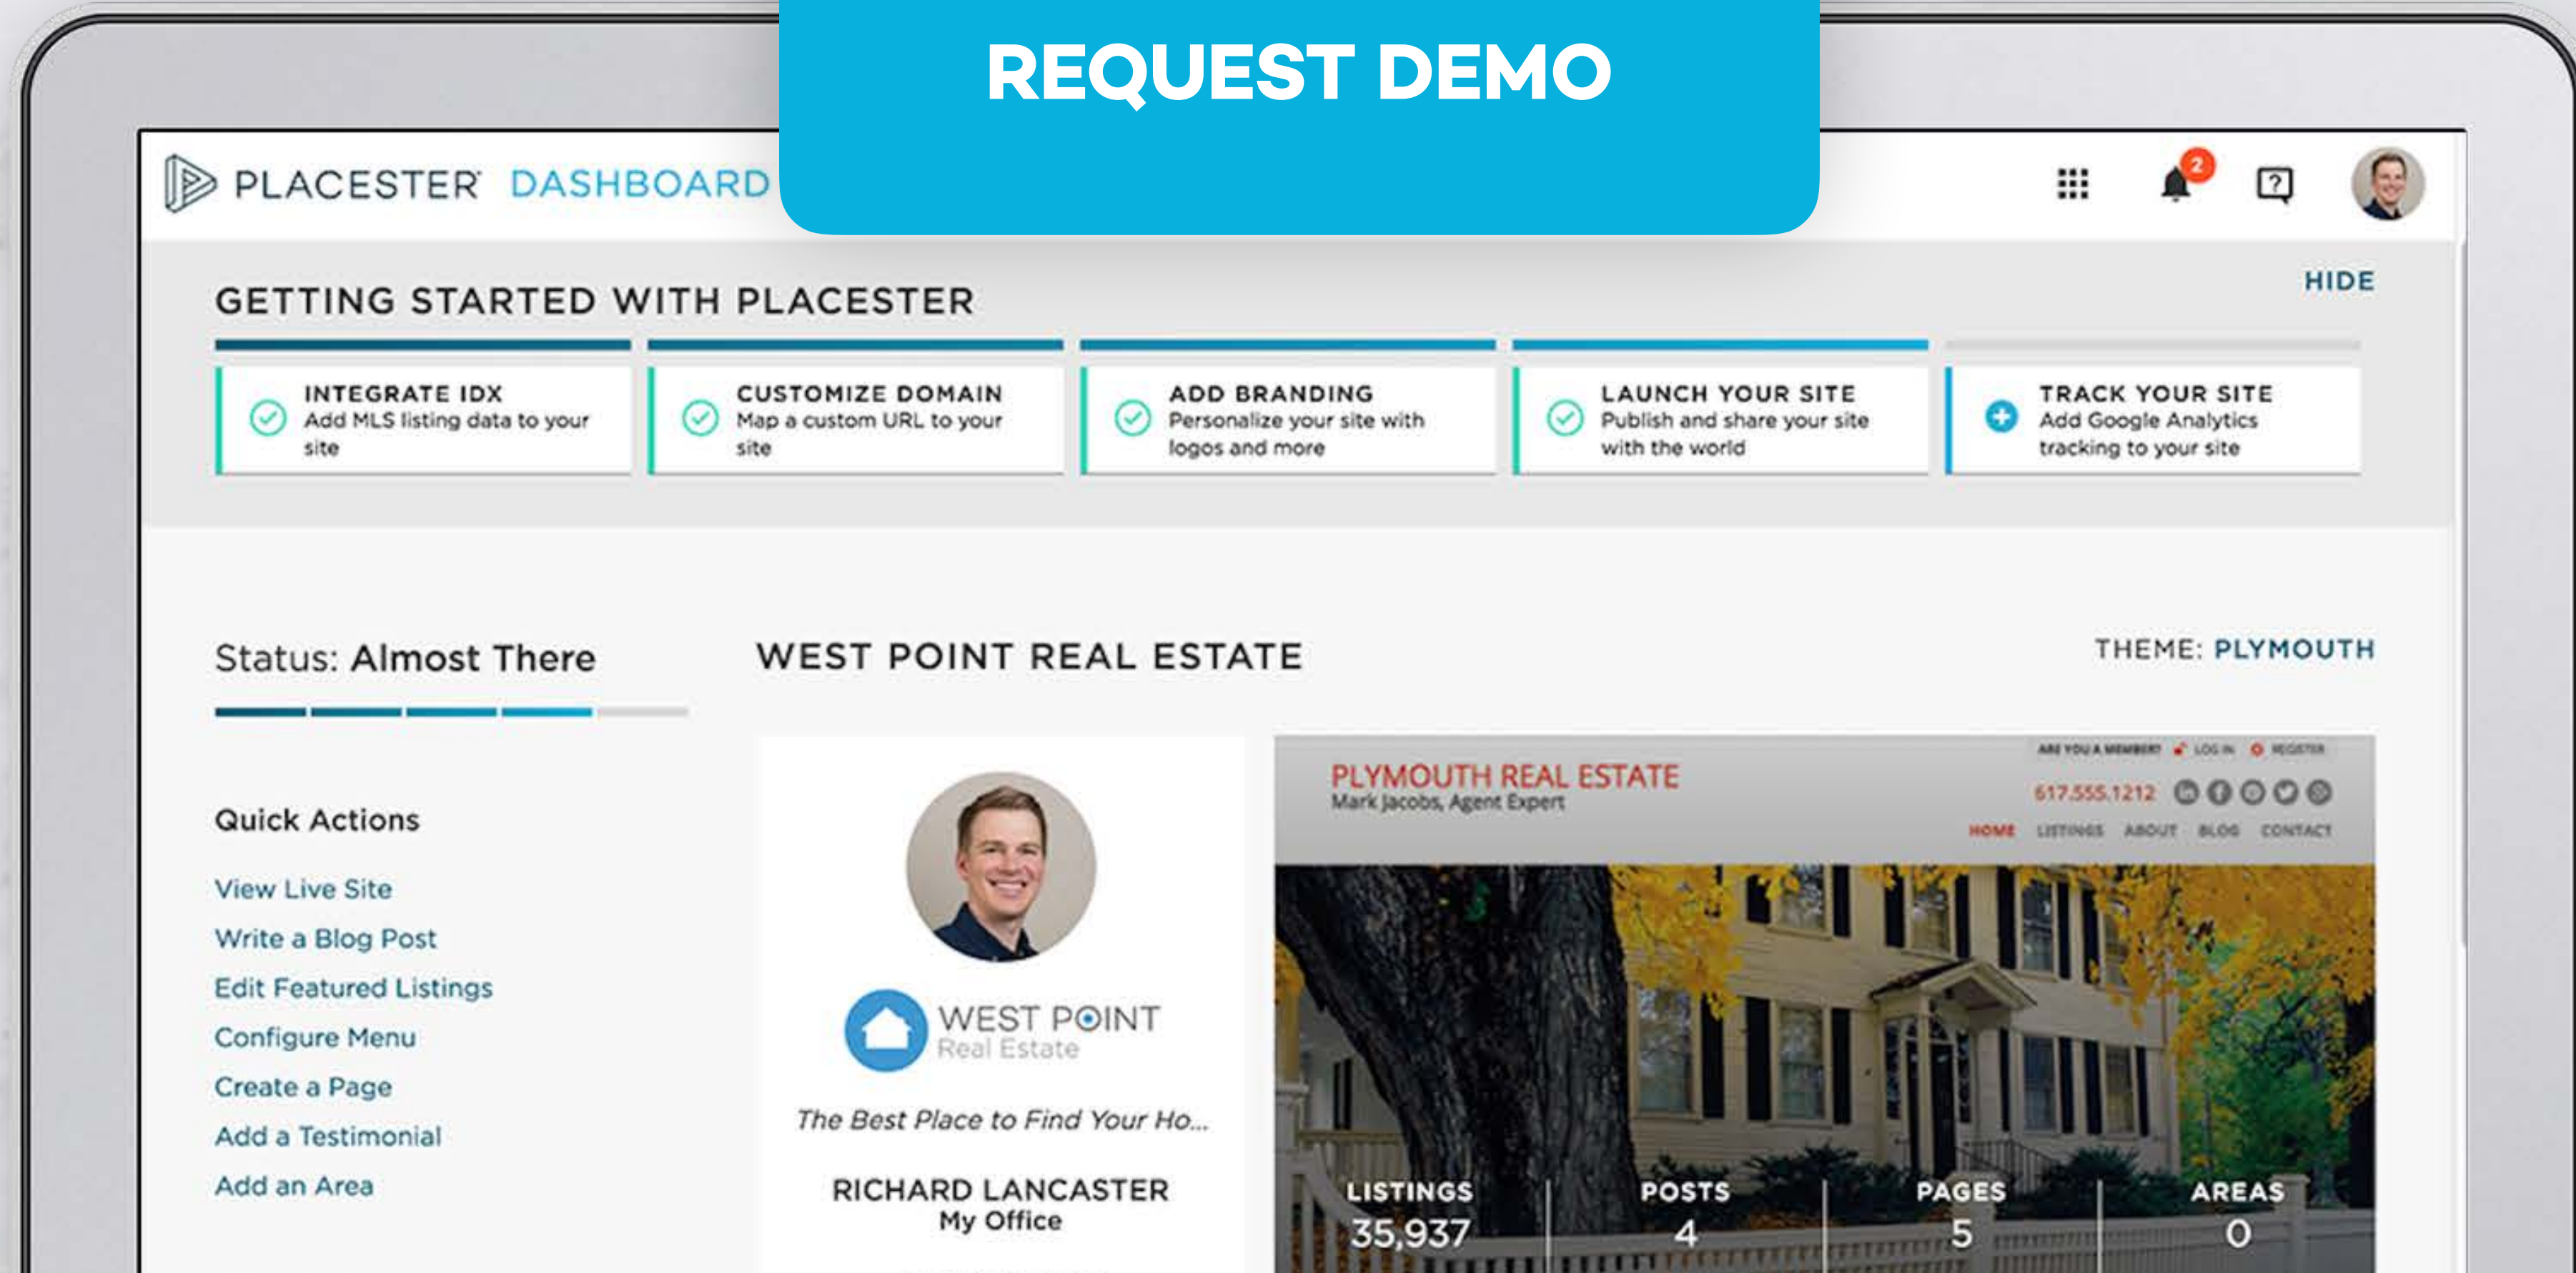 REQUEST DEMO
PLACESTER DASHBOARD
2
?
GETTING STARTED WITH PLACESTER
HIDE
INTEGRATE IDX
Add MLS listing data to your
site
CUSTOMIZE DOMAIN
Map a custom URL to your
site
ADD BRANDING
Personalize your site with
logos and more
LAUNCH YOUR SITE
Publish and share your site
with the world
TRACK YOUR SITE
Add Google Analytics
tracking to your site
Status: Almost There
Quick Actions
View Live Site
Write a Blog Post
Edit Featured Listings
Configure Menu
Create a Page
Add a Testimonial
Add an Area
WEST POINT REAL ESTATE
THEME: PLYMOUTH
WEST POINT
Real Estate
The Best Place to Find Your Ho...
RICHARD LANCASTER
My Office
ARE YOU A MEMBER? LOG IN REGISTER
PLYMOUTH REAL ESTATE
Mark Jacobs, Agent Expert
617.555.1212
HOME LISTINGS ABOUT BLOG CONTACT
LISTINGS
35,937
POSTS
4
PAGES
5
AREAS
0